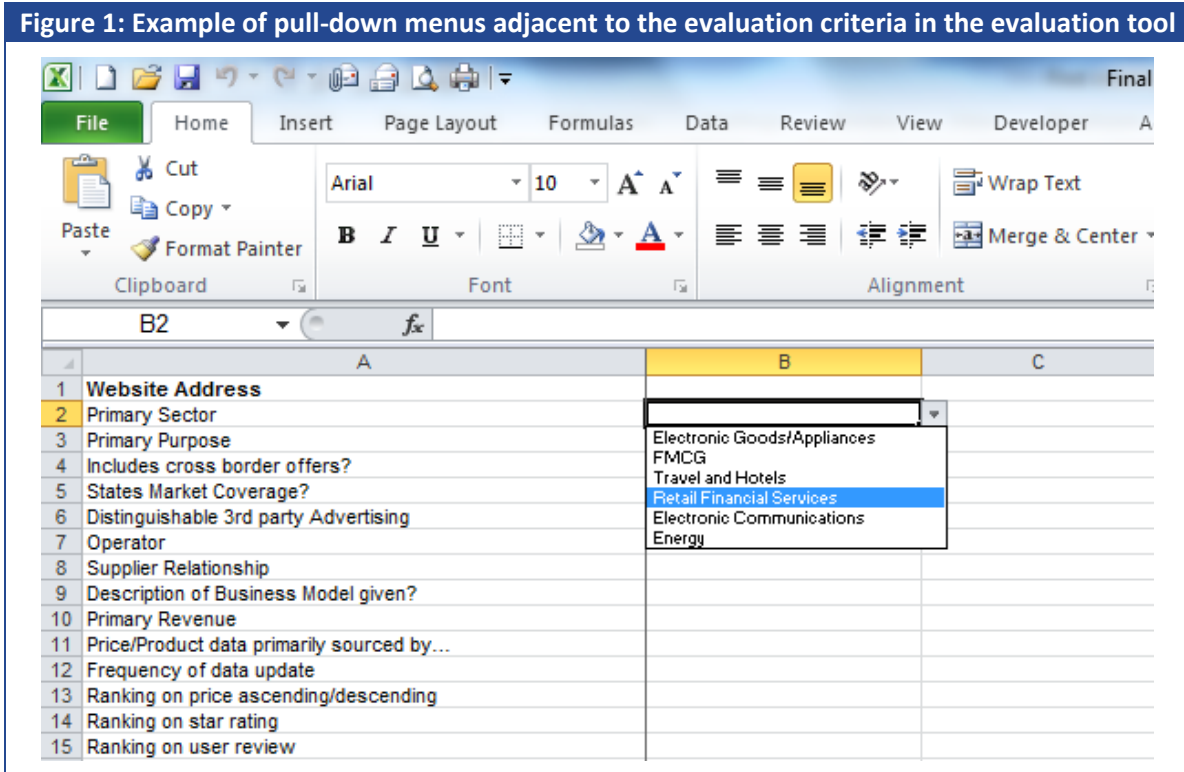 Figure 1: Example of pull-down menus adjacent to the evaluation criteria in the evaluation tool
Final
File Home Insert Page Layout Formulas Data Review View Developer A
Cut
Copy
Paste
Format Painter
Clipboard
Arial 10 A A
B I U A
Font
Wrap Text
Merge & Center
Alignment
B2 fx
A B C
1 Website Address
2 Primary Sector
3 Primary Purpose
4 Includes cross border offers?
5 States Market Coverage?
6 Distinguishable 3rd party Advertising
7 Operator
8 Supplier Relationship
9 Description of Business Model given?
10 Primary Revenue
11 Price/Product data primarily sourced by...
12 Frequency of data update
13 Ranking on price ascending/descending
14 Ranking on star rating
15 Ranking on user review
Electronic Goods/Appliances
FMCG
Travel and Hotels
Retail Financial Services
Electronic Communications
Energy